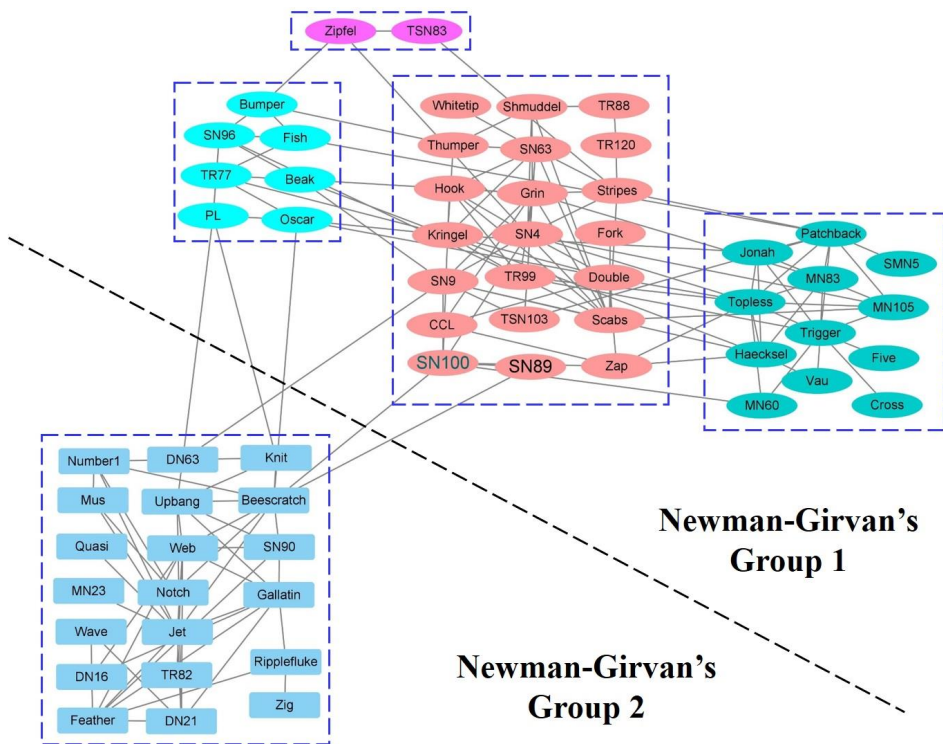 Zipfel TSN83
Bumper
SN96 Fish
TR77 Beak
PL Oscar
Whitetip Shmuddel TR88
Thumper SN63 TR120
Hook Grin Stripes
Kringel SN4 Fork
SN9 TR99 Double
CCL TSN103 Scabs
SN100 SN89 Zap
Patchback
Jonah SMN5
MN83
Topless MN105
Trigger
Haecksel Five
Vau
MN60 Cross
Number1 DN63 Knit
Mus Upbang Beescratch
Quasi Web SN90
MN23 Notch Gallatin
Wave Jet
DN16 TR82 Ripplefluke
Feather DN21 Zig
Newman-Girvan’s
Group 1
Newman-Girvan’s
Group 2